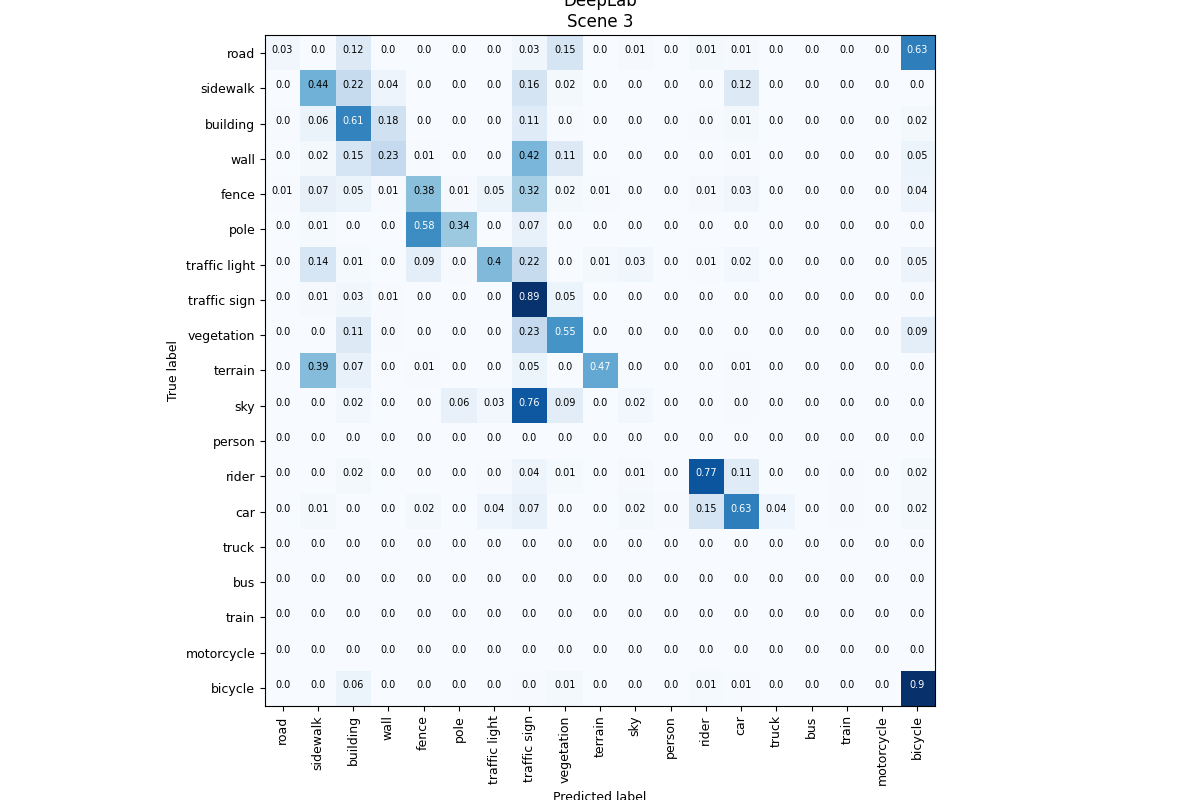 DeepLab
Scene 3
road 0.03 0.0 0.12 0.0 0.0 0.0 0.0 0.03 0.15 0.0 0.01 0.0 0.01 0.01 0.0 0.0 0.0 0.0 0.63
sidewalk 0.0 0.44 0.22 0.04 0.0 0.0 0.0 0.16 0.02 0.0 0.0 0.0 0.0 0.12 0.0 0.0 0.0 0.0 0.0
building 0.0 0.06 0.61 0.18 0.0 0.0 0.0 0.11 0.0 0.0 0.0 0.0 0.0 0.01 0.0 0.0 0.0 0.0 0.02
wall 0.0 0.02 0.15 0.23 0.01 0.0 0.0 0.42 0.11 0.0 0.0 0.0 0.0 0.01 0.0 0.0 0.0 0.0 0.05
fence 0.01 0.07 0.05 0.01 0.38 0.01 0.05 0.32 0.02 0.01 0.0 0.0 0.01 0.03 0.0 0.0 0.0 0.0 0.04
pole 0.0 0.01 0.0 0.0 0.58 0.34 0.0 0.07 0.0 0.0 0.0 0.0 0.0 0.0 0.0 0.0 0.0 0.0 0.0
traffic light 0.0 0.14 0.01 0.0 0.09 0.0 0.4 0.22 0.0 0.01 0.03 0.0 0.01 0.02 0.0 0.0 0.0 0.0 0.05
traffic sign 0.0 0.01 0.03 0.01 0.0 0.0 0.0 0.89 0.05 0.0 0.0 0.0 0.0 0.0 0.0 0.0 0.0 0.0 0.0
vegetation 0.0 0.0 0.11 0.0 0.0 0.0 0.0 0.23 0.55 0.0 0.0 0.0 0.0 0.0 0.0 0.0 0.0 0.0 0.09
terrain 0.0 0.39 0.07 0.0 0.01 0.0 0.0 0.05 0.0 0.47 0.0 0.0 0.0 0.01 0.0 0.0 0.0 0.0 0.0
sky 0.0 0.0 0.02 0.0 0.0 0.06 0.03 0.76 0.09 0.0 0.02 0.0 0.0 0.0 0.0 0.0 0.0 0.0 0.0
person 0.0 0.0 0.0 0.0 0.0 0.0 0.0 0.0 0.0 0.0 0.0 0.0 0.0 0.0 0.0 0.0 0.0 0.0 0.0
rider 0.0 0.0 0.02 0.0 0.0 0.0 0.0 0.04 0.01 0.0 0.01 0.0 0.77 0.11 0.0 0.0 0.0 0.0 0.02
car 0.0 0.01 0.0 0.0 0.02 0.0 0.04 0.07 0.0 0.0 0.02 0.0 0.15 0.63 0.04 0.0 0.0 0.0 0.02
truck 0.0 0.0 0.0 0.0 0.0 0.0 0.0 0.0 0.0 0.0 0.0 0.0 0.0 0.0 0.0 0.0 0.0 0.0 0.0
bus 0.0 0.0 0.0 0.0 0.0 0.0 0.0 0.0 0.0 0.0 0.0 0.0 0.0 0.0 0.0 0.0 0.0 0.0 0.0
train 0.0 0.0 0.0 0.0 0.0 0.0 0.0 0.0 0.0 0.0 0.0 0.0 0.0 0.0 0.0 0.0 0.0 0.0 0.0
motorcycle 0.0 0.0 0.0 0.0 0.0 0.0 0.0 0.0 0.0 0.0 0.0 0.0 0.0 0.0 0.0 0.0 0.0 0.0 0.0
bicycle 0.0 0.0 0.06 0.0 0.0 0.0 0.0 0.0 0.01 0.0 0.0 0.0 0.01 0.01 0.0 0.0 0.0 0.0 0.9
True label
road sidewalk building wall fence pole traffic light traffic sign vegetation terrain sky person rider car truck bus train motorcycle bicycle
Predicted label